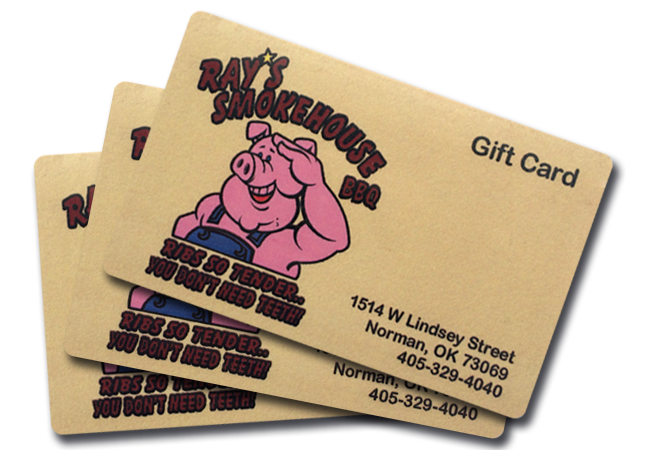 RAY'S
SMOKEHOUSE
BBQ
Gift Card
RIBS SO TENDER..
YOU DON'T NEED TEETH!
1514 W Lindsey Street
Norman, OK 73069
405-329-4040
R
RIBS SO TENDER..
YOU DON'T NEED TEETH!
Norman, OK
405-329-4040
R
RIBS SO TENDER
YOU DON'T NEED TEETH!